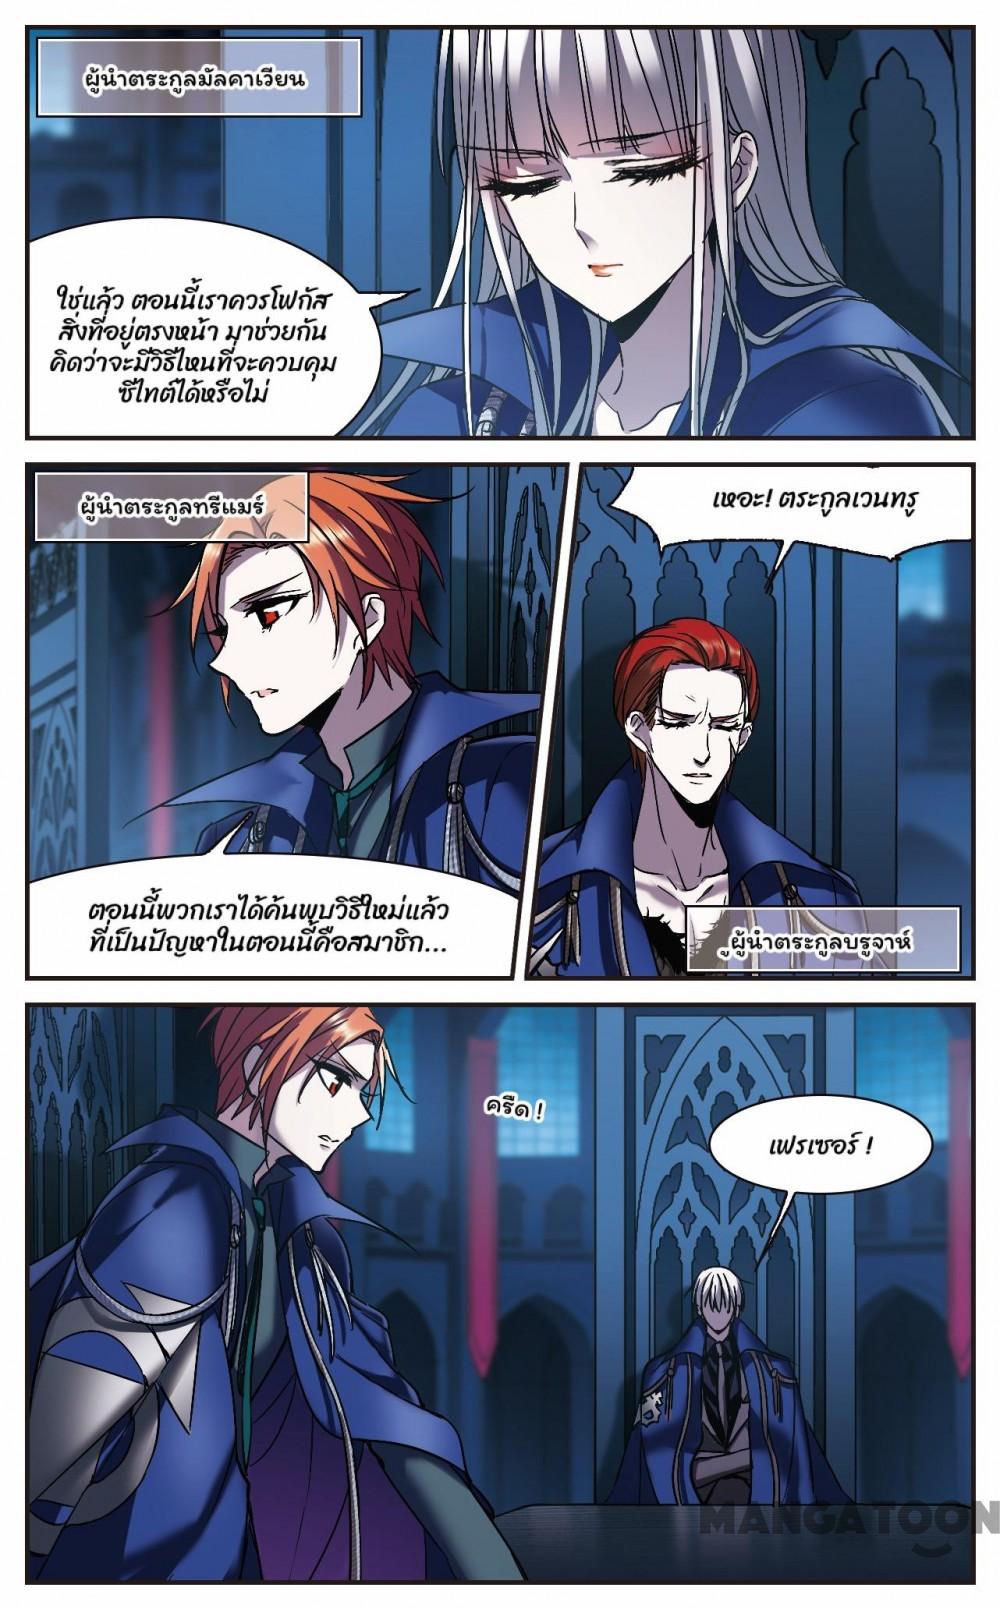 ผู้นำตระกูลมัลคาเวียน
ใช่แล้ว ตอนนี้เราควรโฟกัส
สิ่งที่อยู่ตรงหน้า มาช่วยกัน
คิดว่าจะมีวิธีไหนที่จะควบคุม
ซีไทต์ได้หรือไม่
ผู้นำตระกูลทรีแมร์
เหอะ! ตระกูลเวนทรู
ตอนนี้พวกเราได้ค้นพบวิธีใหม่แล้ว
ที่เป็นปัญหาในตอนนี้คือสมาชิก...
ู ผู้นำตระกูลบรูจาห์
ครืด !
เฟรเซอร์ !
MANGATOON